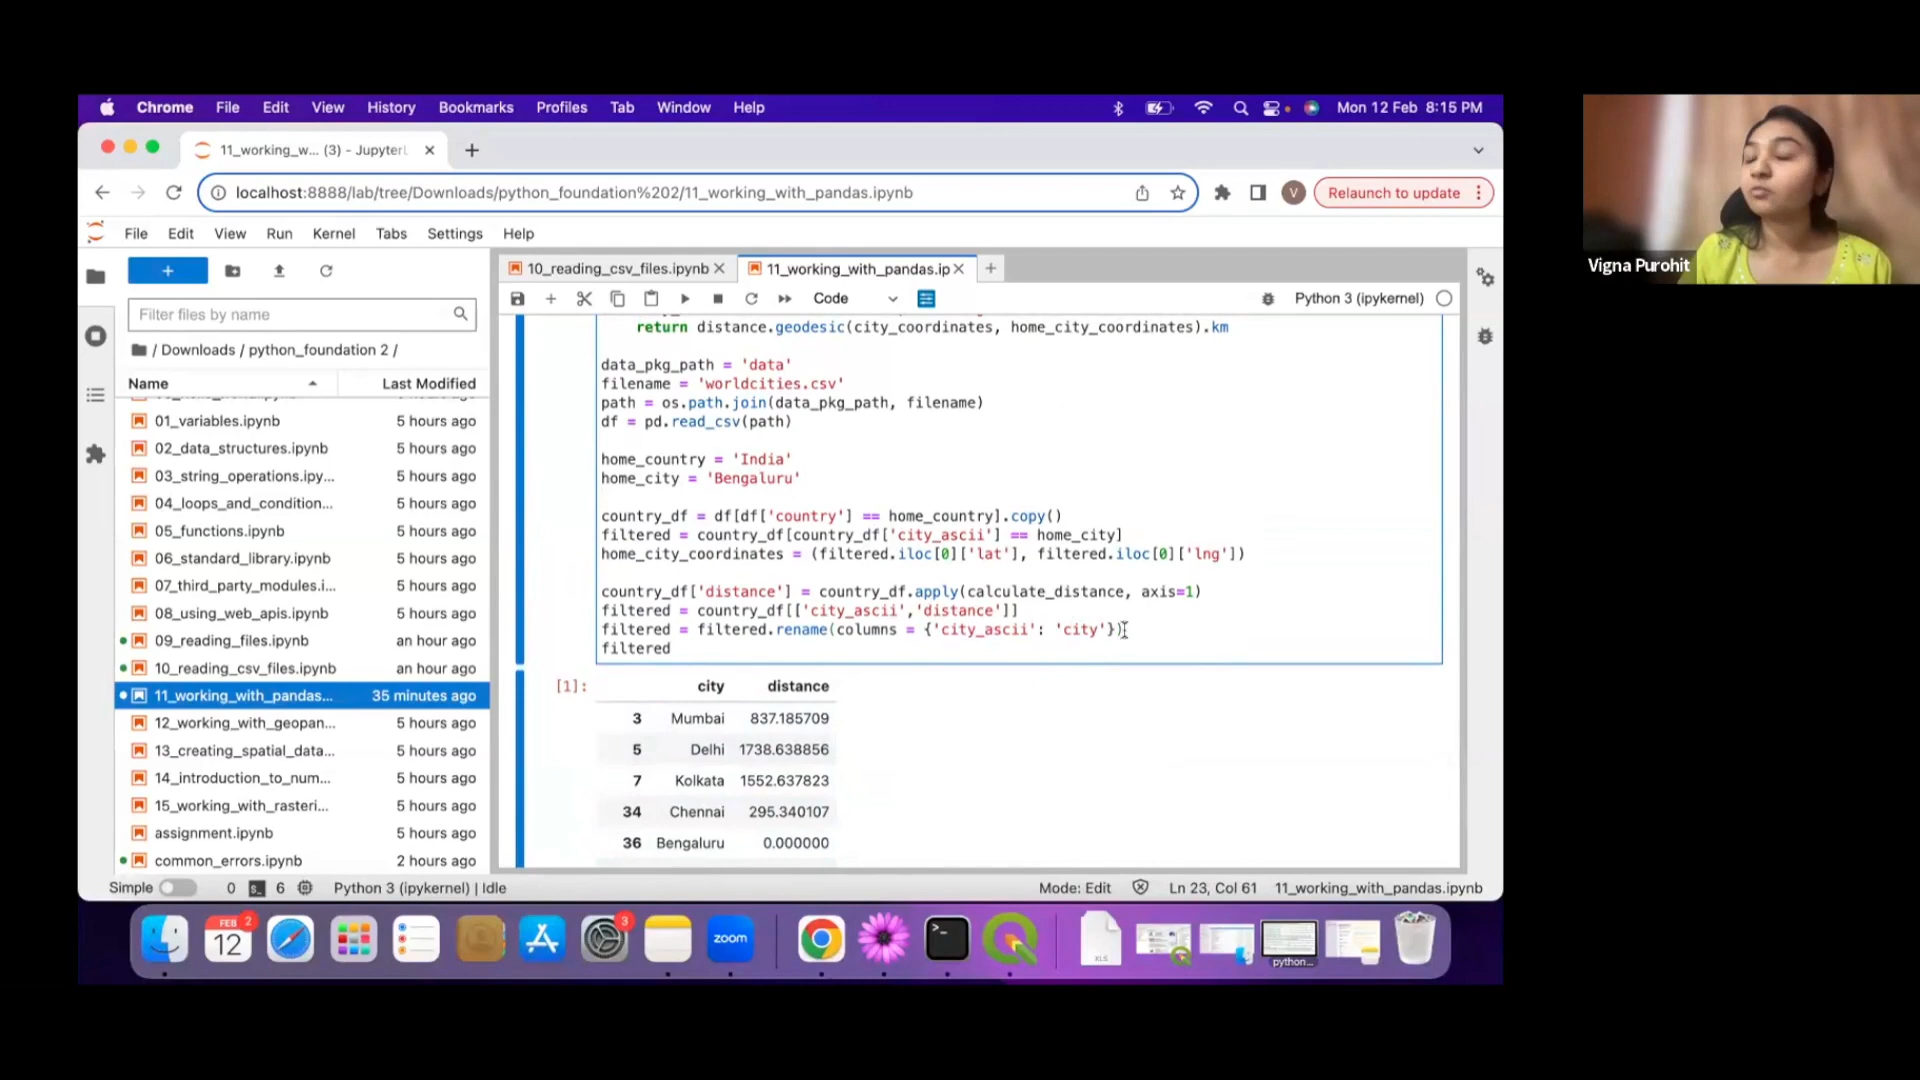 Chrome File Edit View History Bookmarks Profiles Tab Window Help Mon 12 Feb 8:15 PM
11_working_w... (3) - Jupyter
localhost:8888/lab/tree/Downloads/python_foundation%202/11_working_with_pandas.ipynb V Relaunch to update
File Edit View Run Kernel Tabs Settings Help
Filter files by name
/ Downloads / python_foundation 2 /
Name Last Modified
01_variables.ipynb 5 hours ago
02_data_structures.ipynb 5 hours ago
03_string_operations.ipy... 5 hours ago
04_loops_and_condition... 5 hours ago
05_functions.ipynb 5 hours ago
06_standard_library.ipynb 5 hours ago
07_third_party_modules.i... 5 hours ago
08_using_web_apis.ipynb 5 hours ago
09_reading_files.ipynb an hour ago
10_reading_csv_files.ipynb an hour ago
11_working_with_pandas... 35 minutes ago
12_working_with_geopan... 5 hours ago
13_creating_spatial_data... 5 hours ago
14_introduction_to_num... 5 hours ago
15_working_with_rasteri... 5 hours ago
assignment.ipynb 5 hours ago
common_errors.ipynb 2 hours ago
10_reading_csv_files.ipynb 11_working_with_pandas.ip
Code Python 3 (ipykernel)
return distance.geodesic(city_coordinates, home_city_coordinates).km
data_pkg_path = 'data'
filename = 'worldcities.csv'
path = os.path.join(data_pkg_path, filename)
df = pd.read_csv(path)
home_country = 'India'
home_city = 'Bengaluru'
country_df = df[df['country'] == home_country].copy()
filtered = country_df[country_df['city_ascii'] == home_city]
home_city_coordinates = (filtered.iloc[0]['lat'], filtered.iloc[0]['lng'])
country_df['distance'] = country_df.apply(calculate_distance, axis=1)
filtered = country_df[['city_ascii','distance']]
filtered = filtered.rename(columns = {'city_ascii': 'city'})
filtered
[1]: city distance
3 Mumbai 837.185709
5 Delhi 1738.638856
7 Kolkata 1552.637823
34 Chennai 295.340107
36 Bengaluru 0.000000
Simple 0 6 Python 3 (ipykernel) | Idle Mode: Edit Ln 23, Col 61 11_working_with_pandas.ipynb
FEB 12 2 3 zoom XLS python...
Vigna Purohit